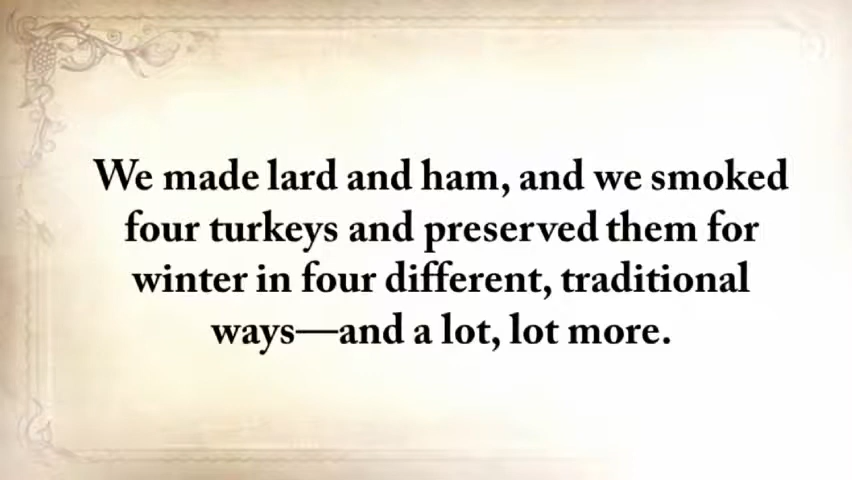 We made lard and ham, and we smoked
four turkeys and preserved them for
winter in four different, traditional
ways—and a lot, lot more.